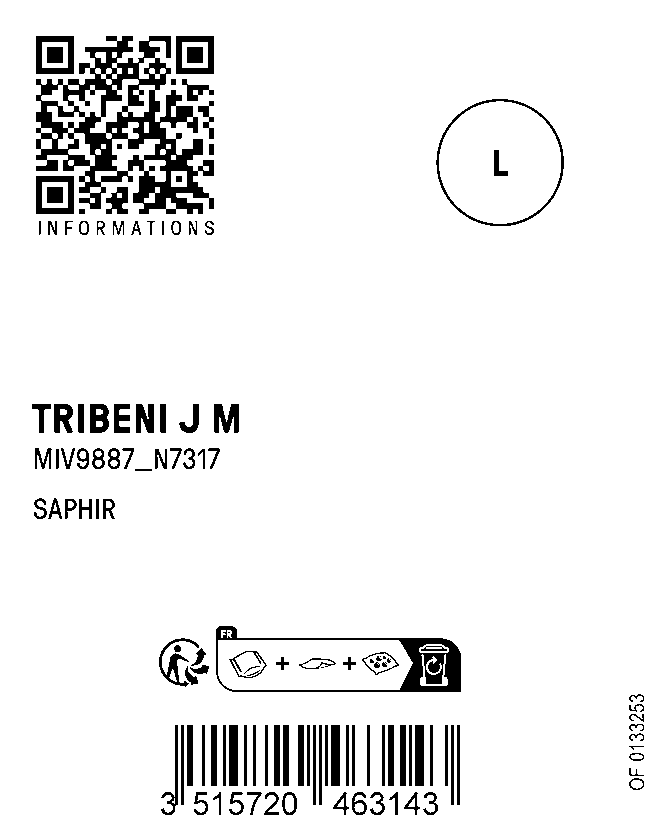 INFORMATIONS
L
TRIBENI J M
MIV9887_N7317
SAPHIR
FR
3 515720 463143
OF 0133253